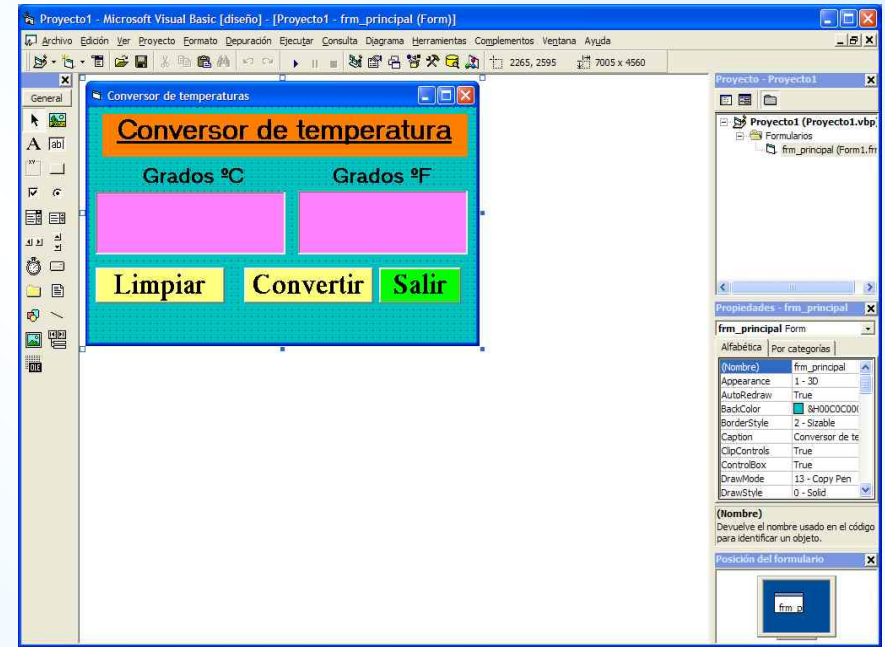 Proyecto1 - Microsoft Visual Basic [diseño] - [Proyecto1 - frm_principal (Form)]
Archivo Edición Ver Proyecto Formato Depuración Ejecutar Consulta Diagrama Herramientas Complementos Ventana Ayuda
2265, 2595 7005 x 4560
General
A ab|
OLE
Conversor de temperaturas
Conversor de temperatura
Grados ºC Grados ºF
Limpiar Convertir Salir
Proyecto - Proyecto1
Proyecto1 (Proyecto1.vbp)
Formularios
frm_principal (Form1.frm
Propiedades - frm_principal
frm_principal Form
Alfabética Por categorías
(Nombre) frm_principal
Appearance 1 - 3D
AutoRedraw True
BackColor &H00C0C00(
BorderStyle 2 - Sizable
Caption Conversor de te
ClipControls True
ControlBox True
DrawMode 13 - Copy Pen
DrawStyle 0 - Solid
(Nombre)
Devuelve el nombre usado en el código
para identificar un objeto.
Posición del formulario
frm_p